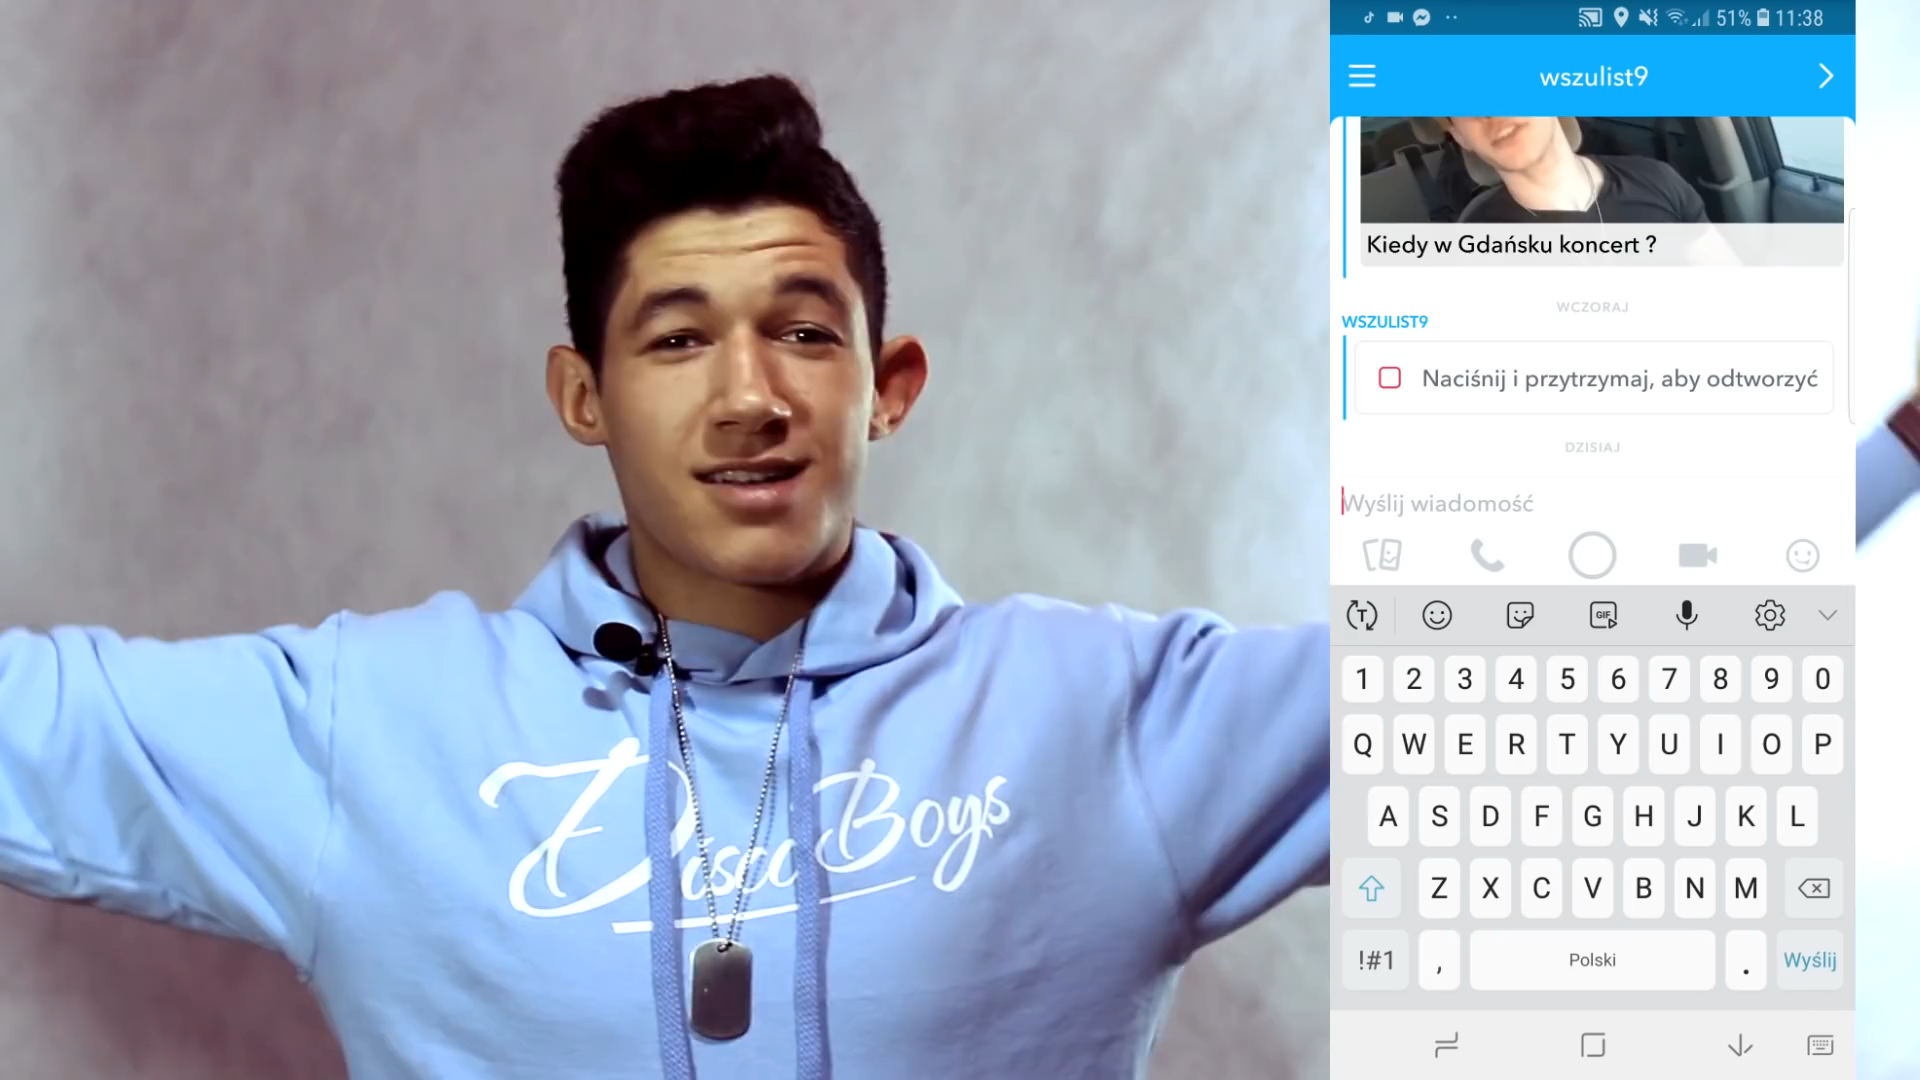 Disco Boys
51% 11:38
wszulist9
Kiedy w Gdańsku koncert ?
WCZORAJ
WSZULIST9
Naciśnij i przytrzymaj, aby odtworzyć
DZISIAJ
Wyślij wiadomość
T GIF
1 2 3 4 5 6 7 8 9 0
Q W E R T Y U I O P
A S D F G H J K L
Z X C V B N M
!#1 , Polski . Wyślij